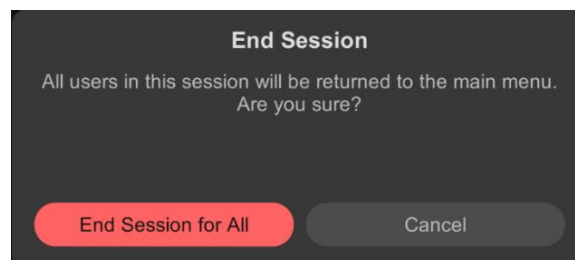 End Session
All users in this session will be returned to the main menu.
Are you sure?
End Session for All
Cancel